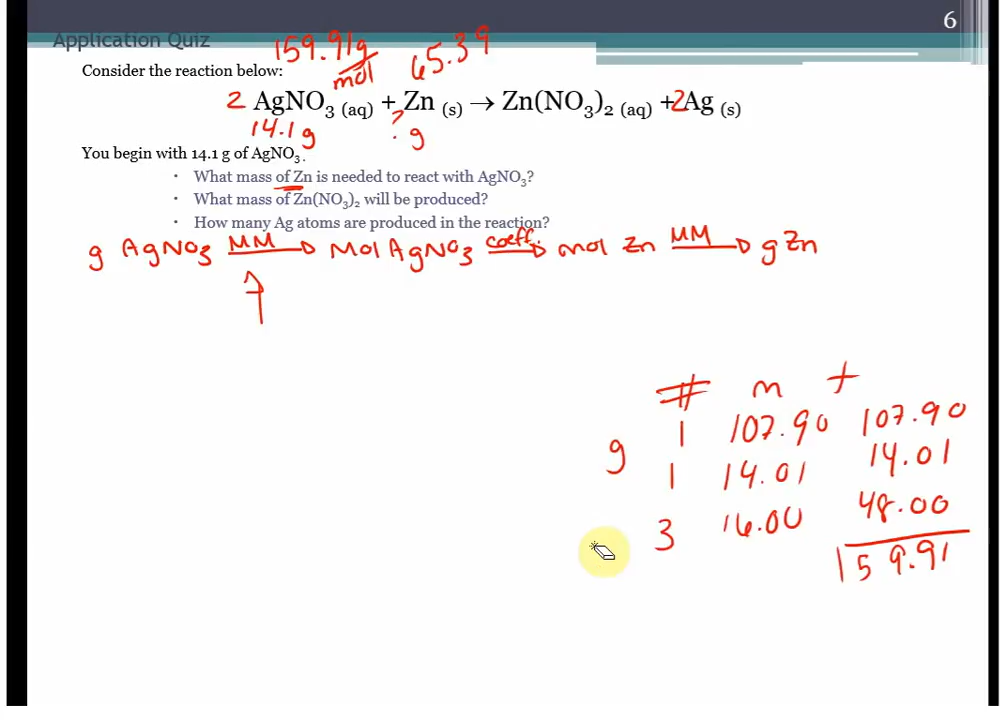 6
Application Quiz
159.91g/mol 65.39
Consider the reaction below:
2 AgNO₃ (aq) + Zn (s) → Zn(NO₃)₂ (aq) + 2Ag (s)
14.1g ? g
You begin with 14.1 g of AgNO₃.
· What mass of Zn is needed to react with AgNO₃?
· What mass of Zn(NO₃)₂ will be produced?
· How many Ag atoms are produced in the reaction?
g AgNO₃ MM→ mol AgNO₃ coeff.→ mol Zn MM→ g Zn
# m t
1 107.90 107.90
g
1 14.01 14.01
3 16.00 48.00
159.91